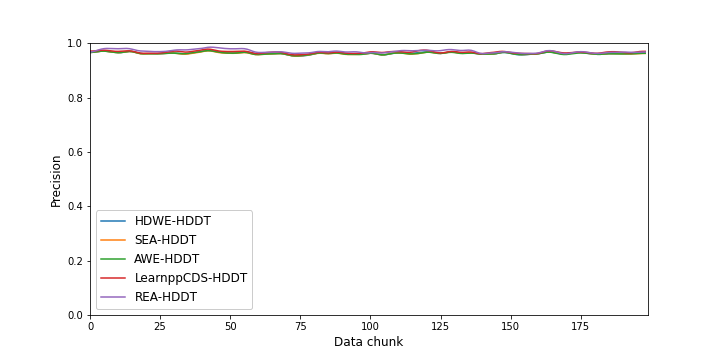 1.0
0.8
0.6
0.4
0.2
0.0
Precision
HDWE-HDDT
SEA-HDDT
AWE-HDDT
LearnppCDS-HDDT
REA-HDDT
0 25 50 75 100 125 150 175
Data chunk